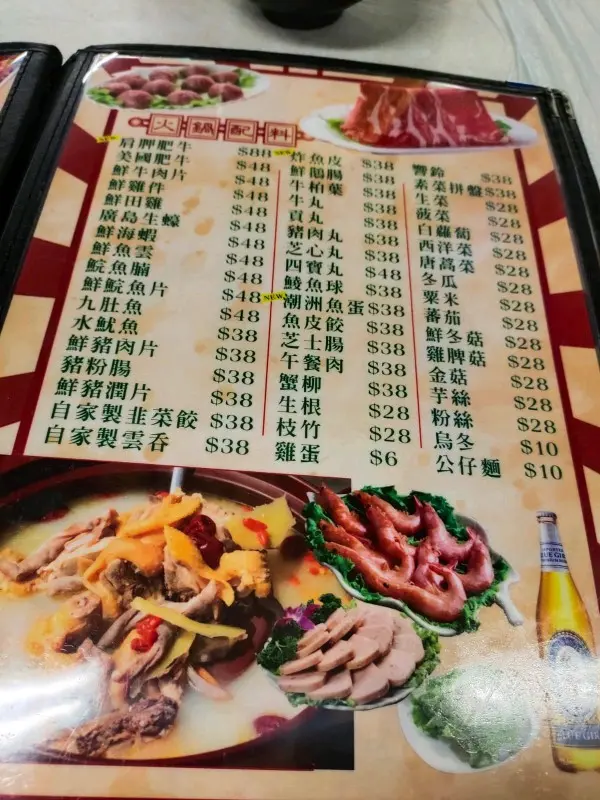 火鍋配料
NEW 肩胛肥牛 $88
美國肥牛 $48
鮮牛肉片 $48
鮮雞件 $48
鮮田雞 $48
廣島生蠔 $48
鮮海蝦 $48
鮮魚雲 $48
鯇魚腩 $48
鮮鯇魚片 $48
九肚魚 $38
水魷魚 $38
鮮豬肉片 $38
豬粉腸 $38
鮮豬潤片 $38
自家製韭菜餃 $38
自家製雲吞 $38
NEW 炸魚皮 $38
鮮鵝腸 $38
牛柏葉 $38
牛丸 $38
貢丸 $38
豬肉丸 $38
芝心丸 $38
四寶丸 $48
鯪魚球 $38
NEW 潮洲魚蛋 $38
魚皮餃 $38
芝士腸 $38
午餐肉 $38
蟹柳 $38
生根 $28
枝竹 $28
雞蛋 $6
響鈴 $38
素菜拼盤 $38
生菜 $28
菠菜 $28
白蘿蔔 $28
西洋菜 $28
唐蒿菜 $28
冬瓜 $28
粟米 $28
蕃茄 $28
鮮冬菇 $28
雞脾菇 $28
金菇 $28
芋絲 $28
粉絲 $28
烏冬 $10
公仔麵 $10